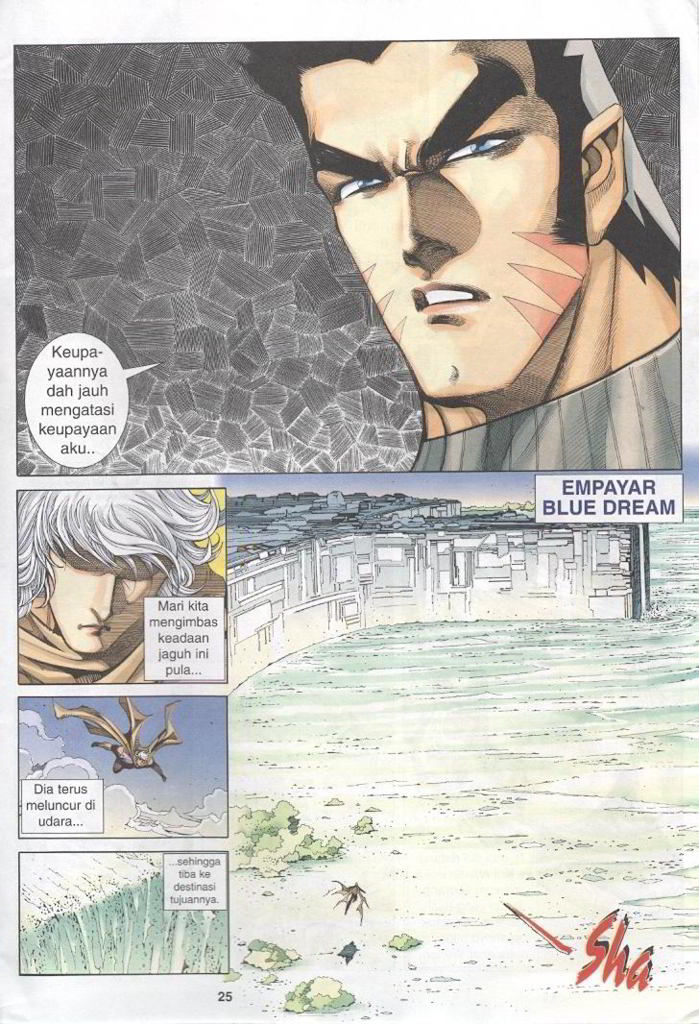 Keupa-
yaannya
dah jauh
mengatasi
keupayaan
aku..
EMPAYAR
BLUE DREAM
Mari kita
mengimbas
keadaan
jaguh ini
pula...
Dia terus
meluncur di
udara...
...sehingga
tiba ke
destinasi
tujuannya.
Sha
25